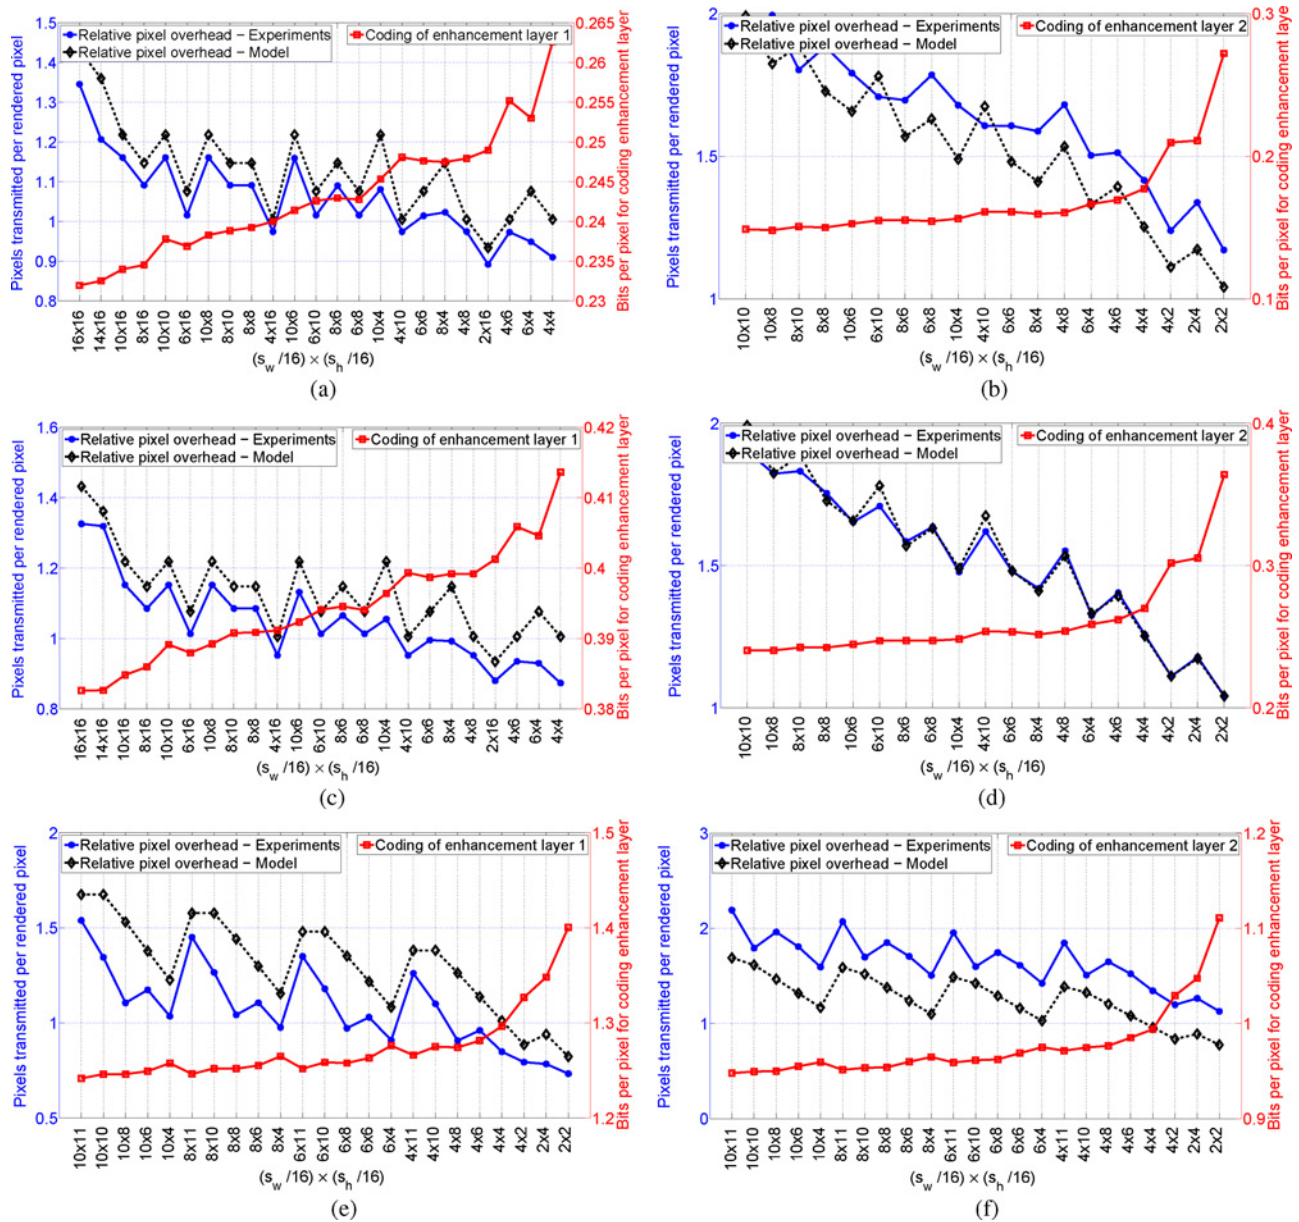 Pixels transmitted per rendered pixel
1.5
1.4
1.3
1.2
1.1
1
0.9
0.8
Relative pixel overhead – Experiments
Relative pixel overhead – Model
Coding of enhancement layer 1
0.265
0.26
0.255
0.25
0.245
0.24
0.235
0.23
Bits per pixel for coding enhancement laye
16x16 14x16 10x16 8x16 10x10 6x16 10x8 8x10 8x8 4x16 10x6 6x10 8x6 6x8 10x4 4x10 6x6 8x4 4x8 2x16 4x6 6x4 4x4
(s_w /16) × (s_h /16)
(a)
Pixels transmitted per rendered pixel
2
1.5
1
Relative pixel overhead – Experiments
Relative pixel overhead – Model
Coding of enhancement layer 2
0.3
0.2
0.1
Bits per pixel for coding enhancement laye
10x10 10x8 8x10 8x8 10x6 6x10 8x6 6x8 10x4 4x10 6x6 8x4 4x8 6x4 4x6 4x4 4x2 2x4 2x2
(s_w /16) × (s_h /16)
(b)
Pixels transmitted per rendered pixel
1.6
1.4
1.2
1
0.8
Relative pixel overhead – Experiments
Relative pixel overhead – Model
Coding of enhancement layer 1
0.42
0.41
0.4
0.39
0.38
Bits per pixel for coding enhancement layer
16x16 14x16 10x16 8x16 10x10 6x16 10x8 8x10 8x8 4x16 10x6 6x10 8x6 6x8 10x4 4x10 6x6 8x4 4x8 2x16 4x6 6x4 4x4
(s_w /16) × (s_h /16)
(c)
Pixels transmitted per rendered pixel
2
1.5
1
Relative pixel overhead – Experiments
Relative pixel overhead – Model
Coding of enhancement layer 2
0.4
0.3
0.2
Bits per pixel for coding enhancement layer
10x10 10x8 8x10 8x8 10x6 6x10 8x6 6x8 10x4 4x10 6x6 8x4 4x8 6x4 4x6 4x4 4x2 2x4 2x2
(s_w /16) × (s_h /16)
(d)
Pixels transmitted per rendered pixel
2
1.5
1
0.5
Relative pixel overhead – Experiments
Relative pixel overhead – Model
Coding of enhancement layer 1
1.5
1.4
1.3
1.2
Bits per pixel for coding enhancement layer
10x11 10x10 10x8 10x6 10x4 8x11 8x10 8x8 8x6 8x4 6x11 6x10 6x8 6x6 6x4 4x11 4x10 4x8 4x6 4x4 4x2 2x4 2x2
(s_w /16) × (s_h /16)
(e)
Pixels transmitted per rendered pixel
3
2
1
0
Relative pixel overhead – Experiments
Relative pixel overhead – Model
Coding of enhancement layer 2
1.2
1.1
1
0.9
Bits per pixel for coding enhancement layer
10x11 10x10 10x8 10x6 10x4 8x11 8x10 8x8 8x6 8x4 6x11 6x10 6x8 6x6 6x4 4x11 4x10 4x8 4x6 4x4 4x2 2x4 2x2
(s_w /16) × (s_h /16)
(f)